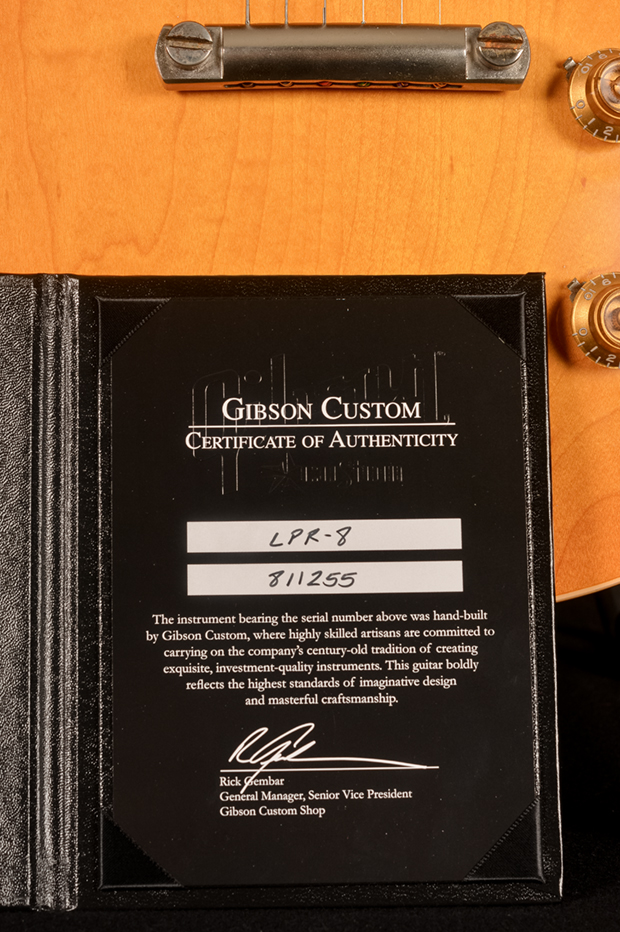 Gibson
GIBSON CUSTOM
CERTIFICATE OF AUTHENTICITY
custom
LPR-8
811255
The instrument bearing the serial number above was hand-built
by Gibson Custom, where highly skilled artisans are committed to
carrying on the company's century-old tradition of creating
exquisite, investment-quality instruments. This guitar boldly
reflects the highest standards of imaginative design
and masterful craftsmanship.
Rick Gembar
General Manager, Senior Vice President
Gibson Custom Shop